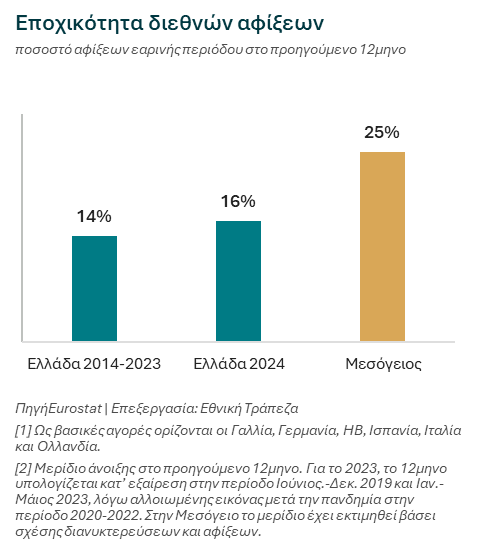 Εποχικότητα διεθνών αφίξεων
ποσοστό αφίξεων εαρινής περιόδου στο προηγούμενο 12μηνο
25%
16%
14%
Ελλάδα 2014-2023
Ελλάδα 2024
Μεσόγειος
ΠηγήEurostat | Επεξεργασία: Εθνική Τράπεζα
[1] Ως βασικές αγορές ορίζονται οι Γαλλία, Γερμανία, ΗΒ, Ισπανία, Ιταλία
και Ολλανδία.
[2] Μερίδιο άνοιξης στο προηγούμενο 12μηνο. Για το 2023, το 12μηνο
υπολογίζεται κατ’ εξαίρεση στην περίοδο Ιούνιος.-Δεκ. 2019 και Ιαν.-
Μάιος 2023, λόγω αλλοιωμένης εικόνας μετά την πανδημία στην
περίοδο 2020-2022. Στην Μεσόγειο το μερίδιο έχει εκτιμηθεί βάσει
σχέσης διανυκτερεύσεων και αφίξεων.